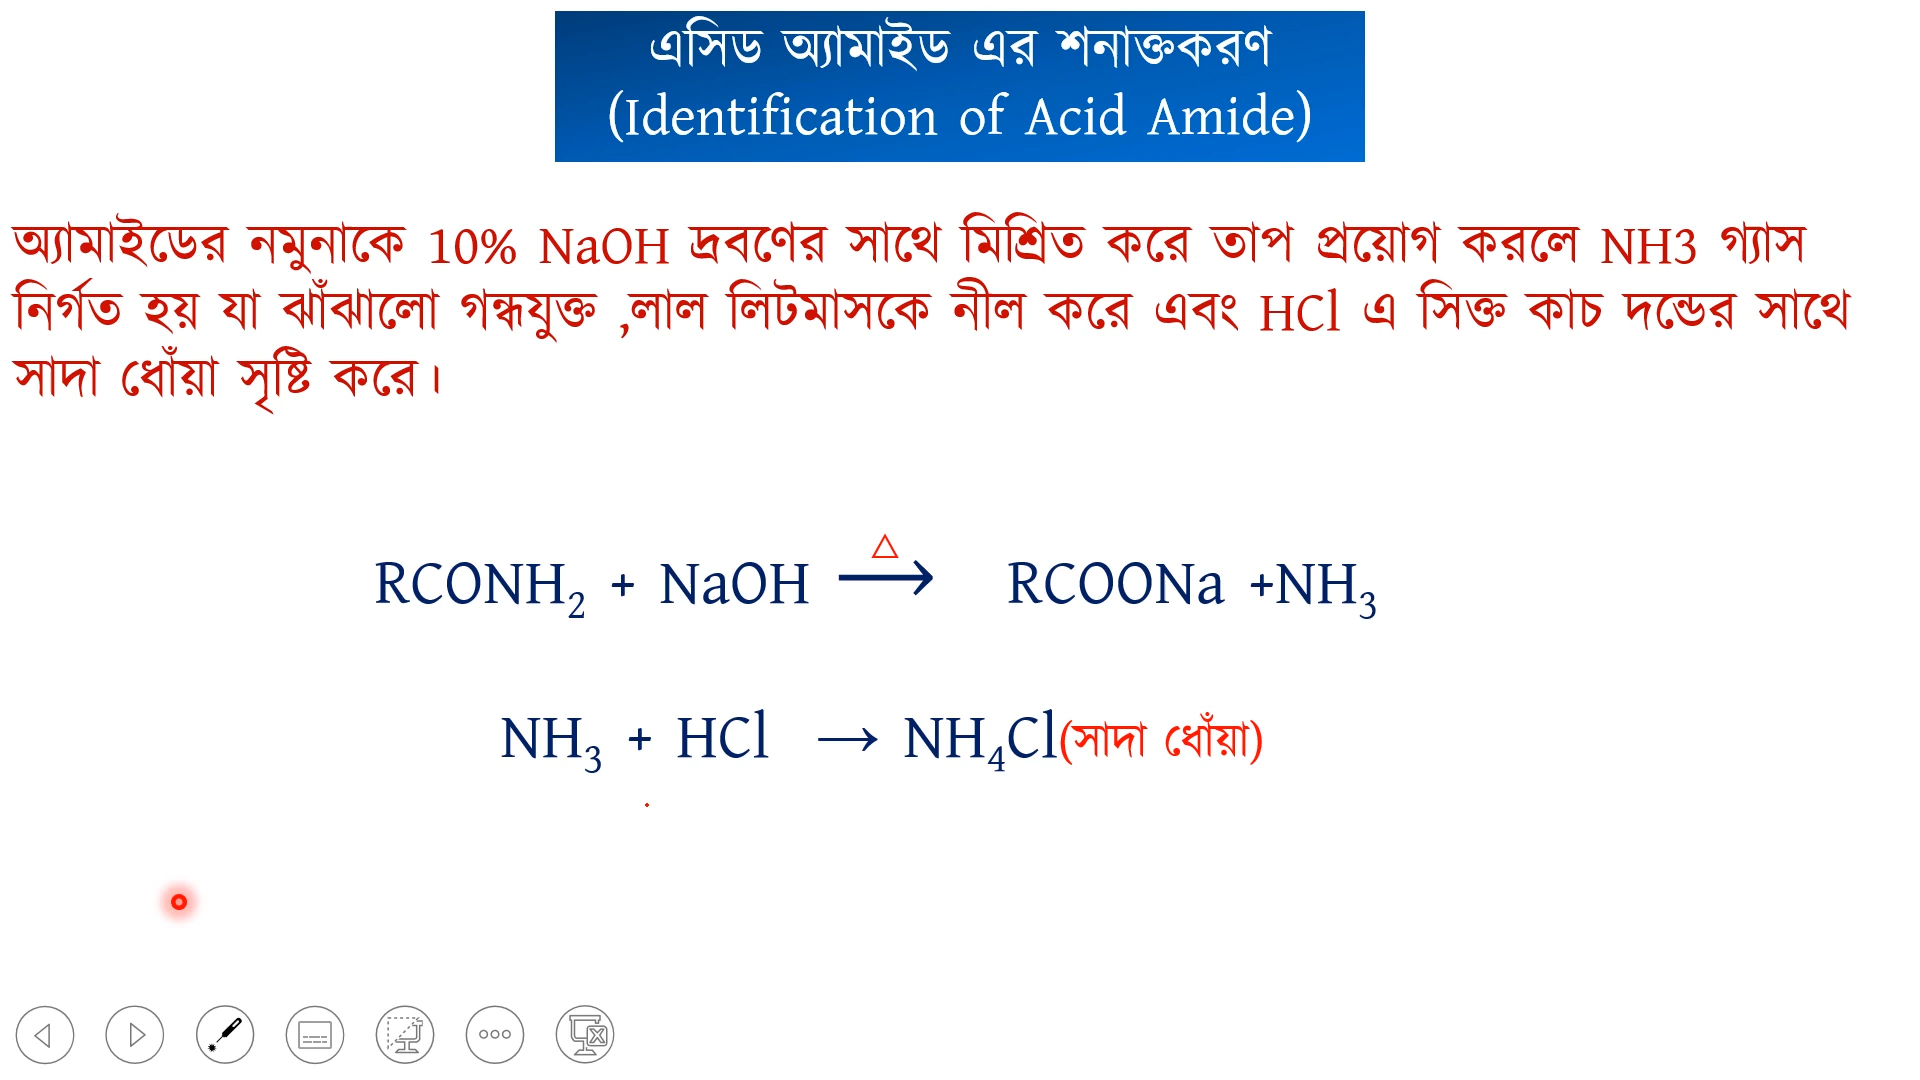 এসিড অ্যামাইড এর শনাক্তকরণ
(Identification of Acid Amide)
অ্যামাইডের নমুনাকে 10% NaOH দ্রবণের সাথে মিশ্রিত করে তাপ প্রয়োগ করলে NH3 গ্যাস
নির্গত হয় যা ঝাঁঝালো গন্ধযুক্ত ,লাল লিটমাসকে নীল করে এবং HCl এ সিক্ত কাচ দন্ডের সাথে
সাদা ধোঁয়া সৃষ্টি করে।
△
RCONH₂ + NaOH ⟶ RCOONa +NH₃
NH₃ + HCl → NH₄Cl(সাদা ধোঁয়া)